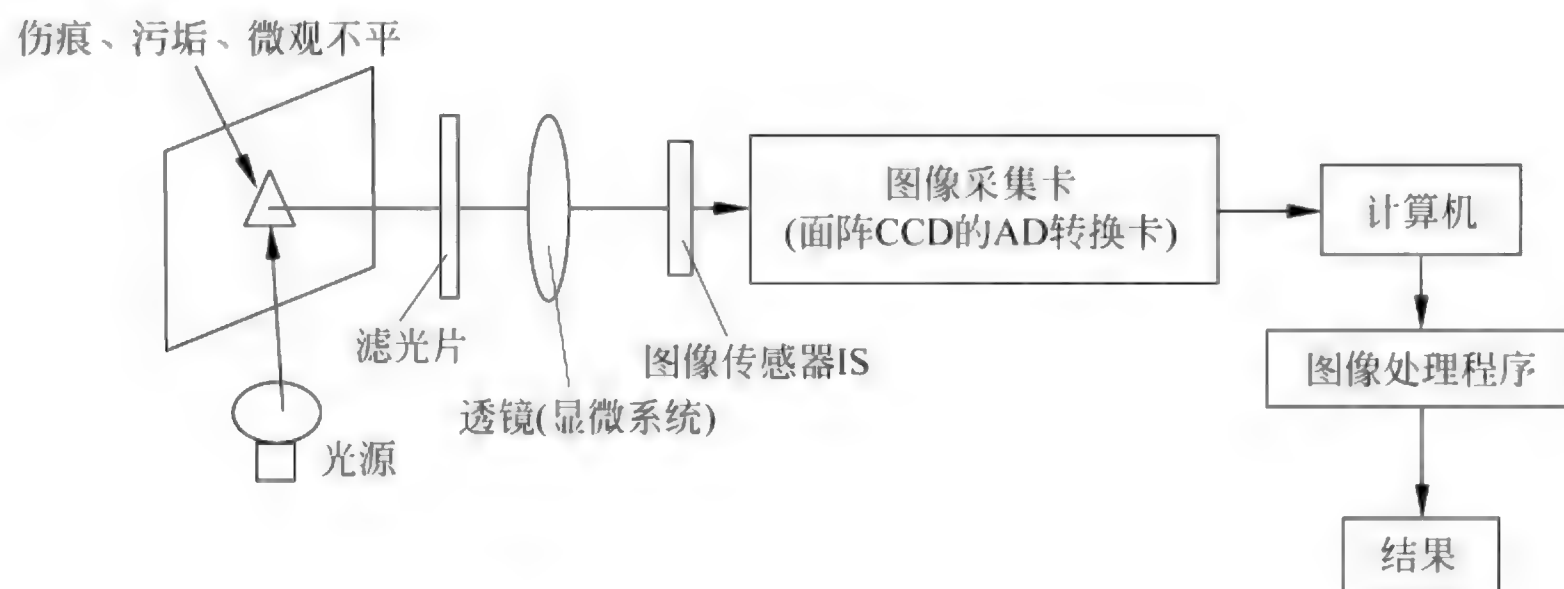 伤痕、污垢、微观不平
图像采集卡
(面阵CCD的AD转换卡)
计算机
滤光片
图像传感器IS
图像处理程序
透镜(显微系统)
光源
结果